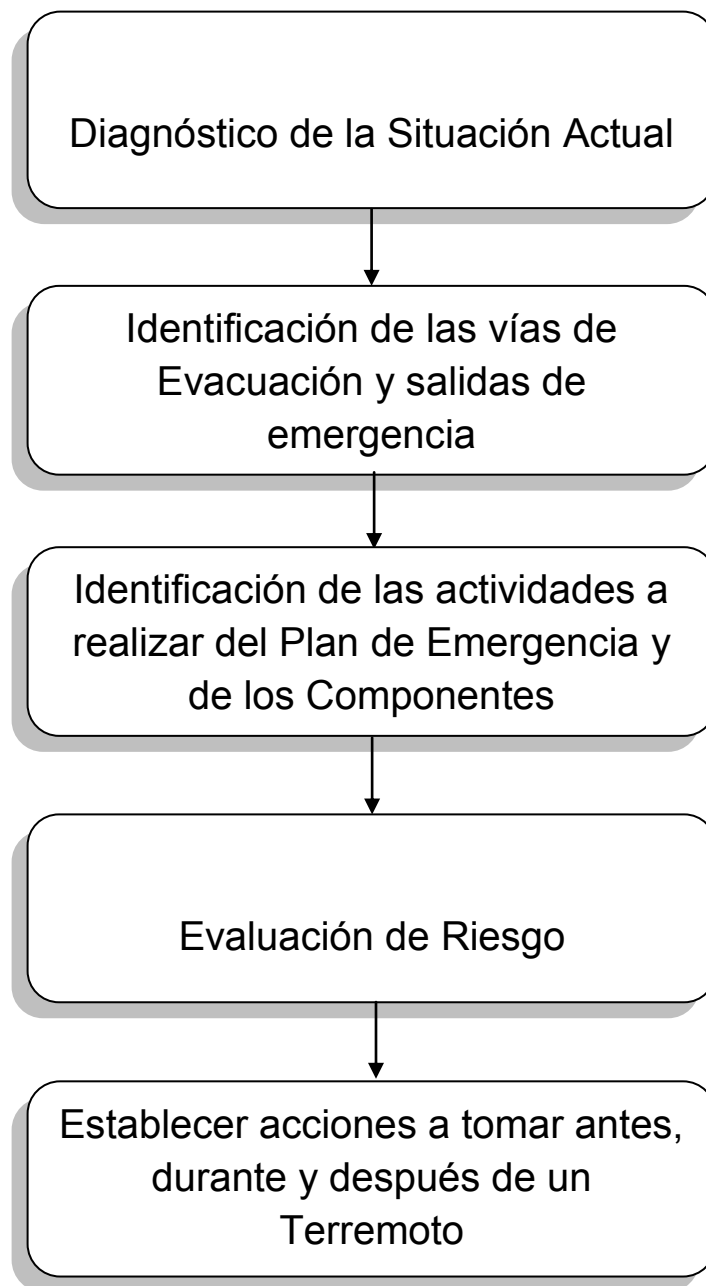 Diagnóstico de la Situación Actual
Identificación de las vías de
Evacuación y salidas de
emergencia
Identificación de las actividades a
realizar del Plan de Emergencia y
de los Componentes
Evaluación de Riesgo
Establecer acciones a tomar antes,
durante y después de un
Terremoto